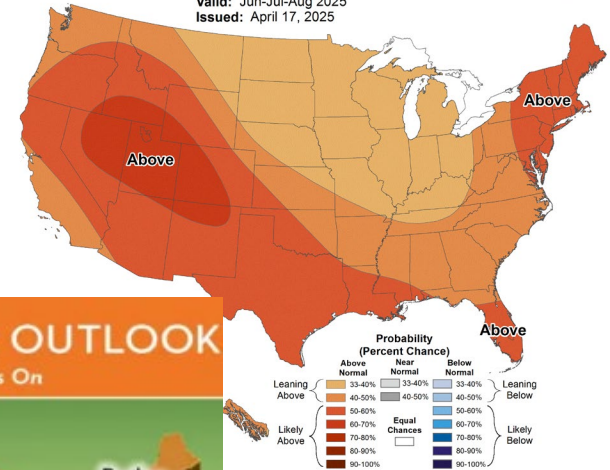 Valid: Jun-Jul-Aug 2025
Issued: April 17, 2025
Above
Above
Above
OUTLOOK
s On
Probability
(Percent Chance)
Above Normal
Near Normal
Below Normal
Leaning Above
33-40%
33-40%
33-40%
Leaning Below
40-50%
40-50%
40-50%
Likely Above
50-60%
50-60%
Likely Below
60-70%
60-70%
Equal Chances
70-80%
70-80%
80-90%
80-90%
90-100%
90-100%